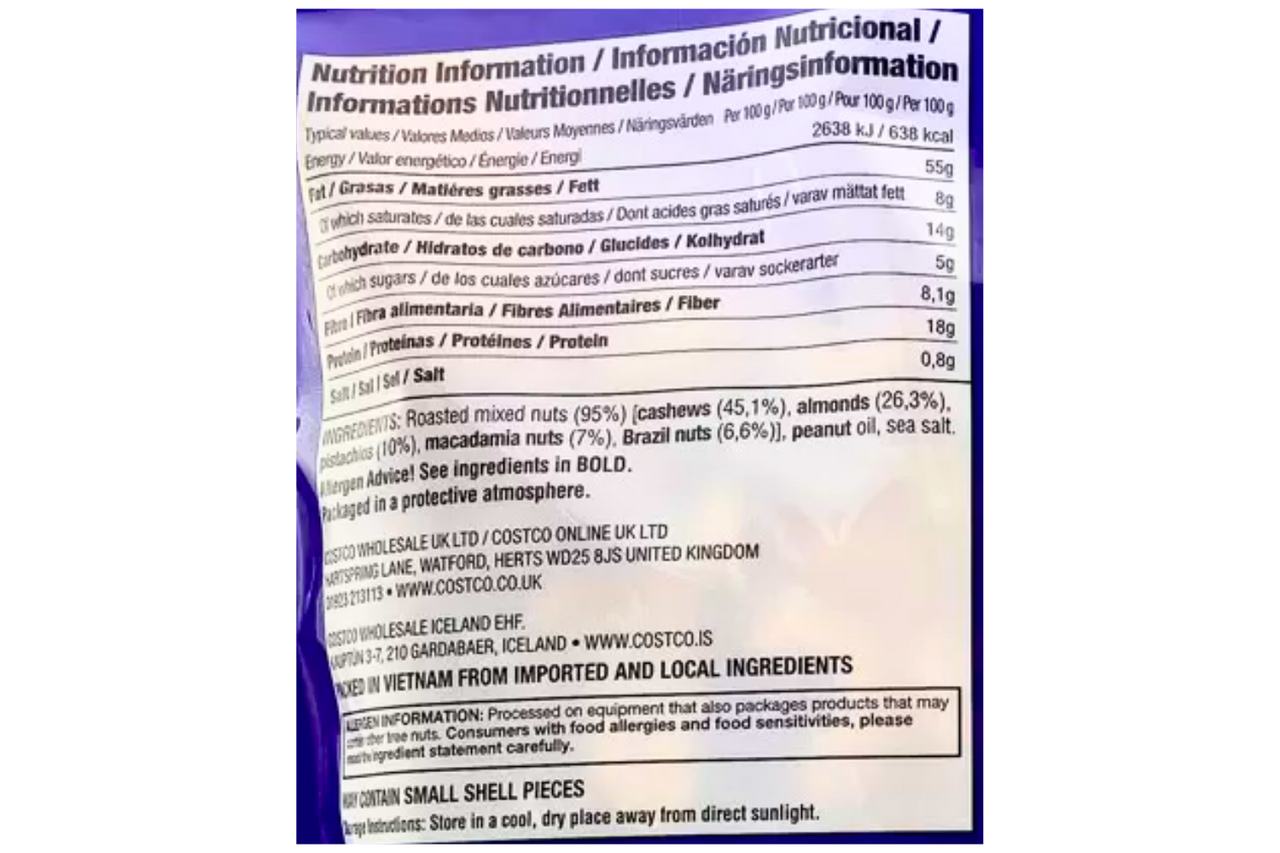 Nutrition Information / Información Nutricional /
Informations Nutritionnelles / Näringsinformation
Typical values / Valores Medios / Valeurs Moyennes / Näringsvärden Per 100 g / Por 100 g / Pour 100 g / Per 100 g
Energy / Valor energético / Énergie / Energi 2638 kJ / 638 kcal
Fat / Grasas / Matières grasses / Fett 55g
Of which saturates / de las cuales saturadas / Dont acides gras saturés / varav mättat fett 8g
Carbohydrate / Hidratos de carbono / Glucides / Kolhydrat 14g
Of which sugars / de los cuales azúcares / dont sucres / varav sockerarter 5g
Fibre / Fibra alimentaria / Fibres Alimentaires / Fiber 8,1g
Protein / Proteínas / Protéines / Protein 18g
Salt / Sal / Sel / Salt 0,8g
INGREDIENTS: Roasted mixed nuts (95%) [cashews (45,1%), almonds (26,3%),
pistachios (10%), macadamia nuts (7%), Brazil nuts (6,6%)], peanut oil, sea salt.
Allergen Advice! See ingredients in BOLD.
Packaged in a protective atmosphere.
COSTCO WHOLESALE UK LTD / COSTCO ONLINE UK LTD
HARTSPRING LANE, WATFORD, HERTS WD25 8JS UNITED KINGDOM
01923 213113 • WWW.COSTCO.CO.UK
COSTCO WHOLESALE ICELAND EHF.
KAUPTÚN 3-7, 210 GARDABAER, ICELAND • WWW.COSTCO.IS
PACKED IN VIETNAM FROM IMPORTED AND LOCAL INGREDIENTS
ALLERGEN INFORMATION: Processed on equipment that also packages products that may
contain other tree nuts. Consumers with food allergies and food sensitivities, please
read the ingredient statement carefully.
MAY CONTAIN SMALL SHELL PIECES
Storage Instructions: Store in a cool, dry place away from direct sunlight.